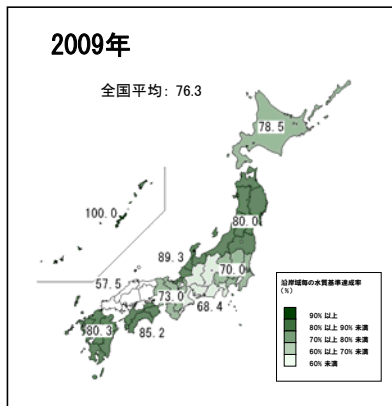 2009年
全国平均: 76.3
78.5
100.0
80.0
89.3
70.0
57.5
73.0
68.4
80.3
85.2
沿岸域毎の水質基準達成率
(%)
90% 以上
80% 以上 90% 未満
70% 以上 80% 未満
60% 以上 70% 未満
60% 未満